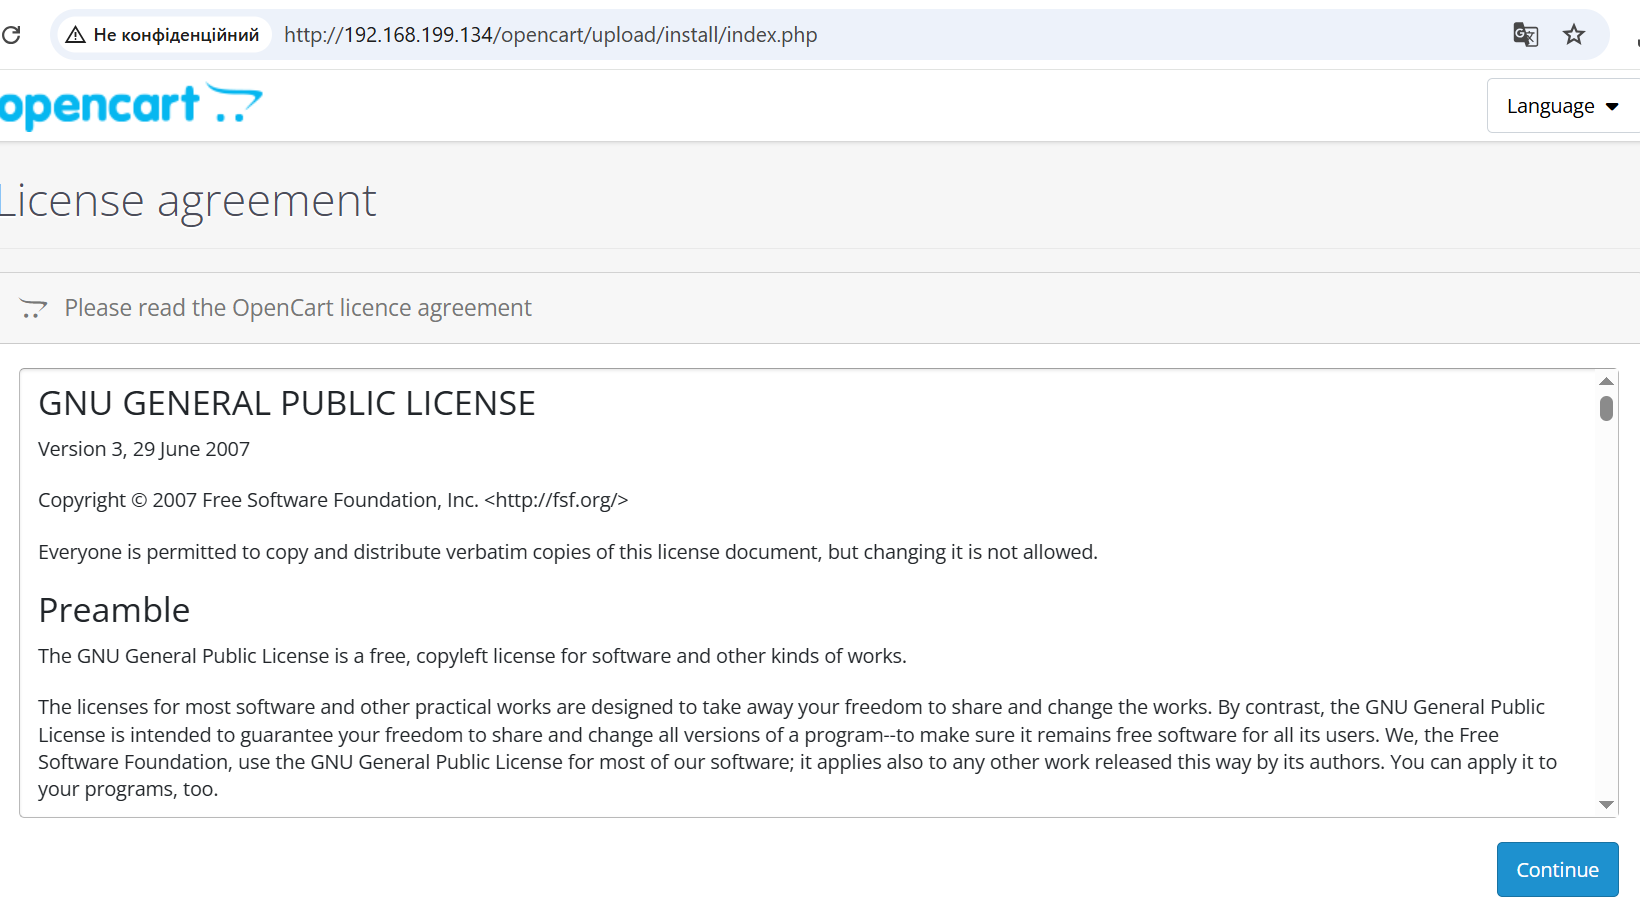 Не конфіденційний http://192.168.199.134/opencart/upload/install/index.php
opencart
Language
License agreement
Please read the OpenCart licence agreement
GNU GENERAL PUBLIC LICENSE
Version 3, 29 June 2007
Copyright © 2007 Free Software Foundation, Inc. <http://fsf.org/>
Everyone is permitted to copy and distribute verbatim copies of this license document, but changing it is not allowed.
Preamble
The GNU General Public License is a free, copyleft license for software and other kinds of works.
The licenses for most software and other practical works are designed to take away your freedom to share and change the works. By contrast, the GNU General Public
License is intended to guarantee your freedom to share and change all versions of a program--to make sure it remains free software for all its users. We, the Free
Software Foundation, use the GNU General Public License for most of our software; it applies also to any other work released this way by its authors. You can apply it to
your programs, too.
Continue